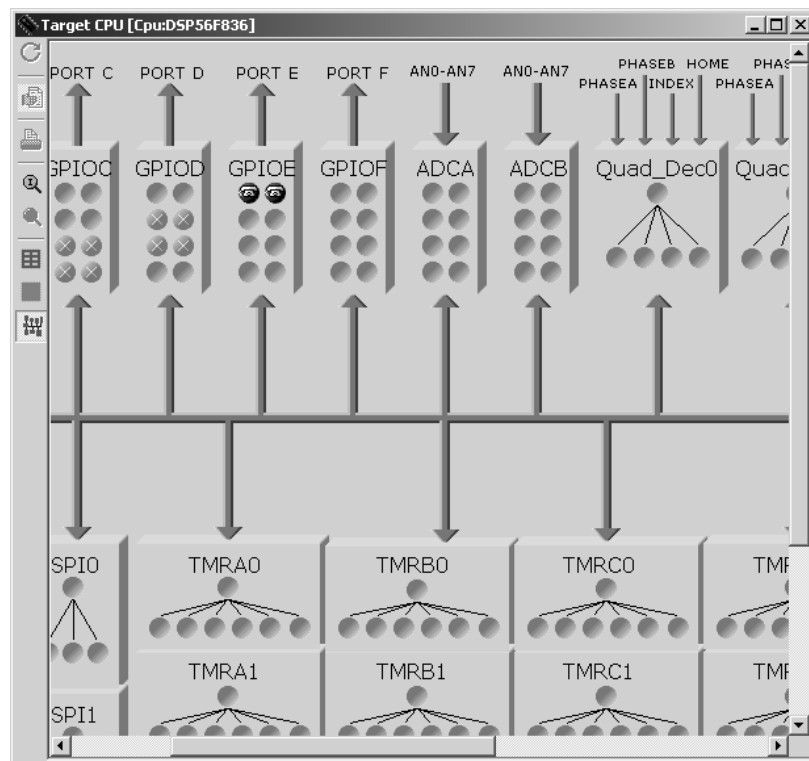 Target CPU [Cpu:DSP56F836]
PHASEB HOME
PORT C PORT D PORT E PORT F AN0-AN7 AN0-AN7 PHASEA INDEX PHASEA
GPIOC GPIOD GPIOE GPIOF ADCA ADCB Quad_Dec0
SPI0 TMRA0 TMRB0 TMRC0
SPI1 TMRA1 TMRB1 TMRC1